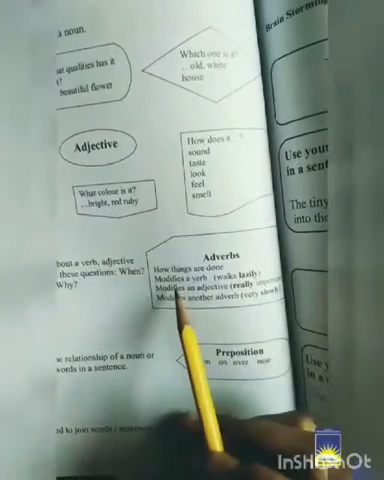 a noun.
Brain Storming
Which one is it?
...old, white
house
qualities has it
beautiful flower
Adjective
How does it...?
sound
taste
look
feel
smell
Use your
in a sent
What colour is it?
...bright, red ruby
The tiny
into the
bout a verb, adjective
these questions: When?
Why?
Adverbs
How things are done
Modifies a verb (walks lazily)
Modifies an adjective (really
another adverb (very slowly
relationship of a noun or
words in a sentence.
Preposition
on over near
ed to join words /
InShOt